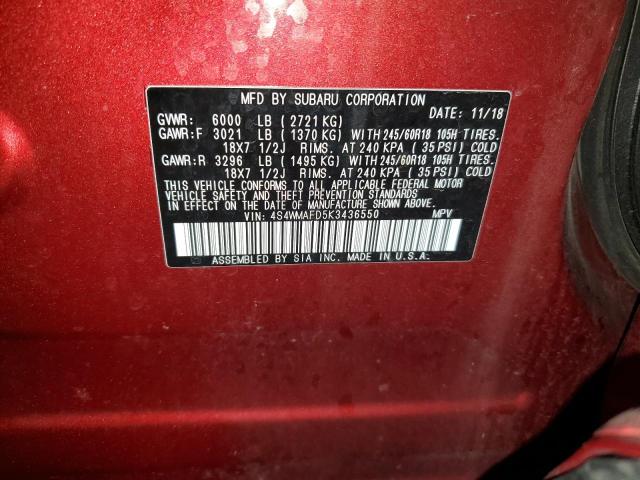 MFD BY SUBARU CORPORATION
DATE: 11/18
GVWR: 6000 LB (2721 KG)
GAWR:F 3021 LB (1370 KG) WITH 245/60R18 105H TIRES.
18X7 1/2J RIMS. AT 240 KPA (35 PSI) COLD
GAWR:R 3296 LB (1495 KG) WITH 245/60R18 105H TIRES.
18X7 1/2J RIMS. AT 240 KPA (35 PSI) COLD
THIS VEHICLE CONFORMS TO ALL APPLICABLE FEDERAL MOTOR
VEHICLE SAFETY AND THEFT PREVENTION STANDARDS IN
EFFECT ON THE DATE OF MANUFACTURE SHOWN ABOVE.
VIN: 4S4WMAFD5K3436550 MPV
ASSEMBLED BY SIA INC. MADE IN U.S.A.